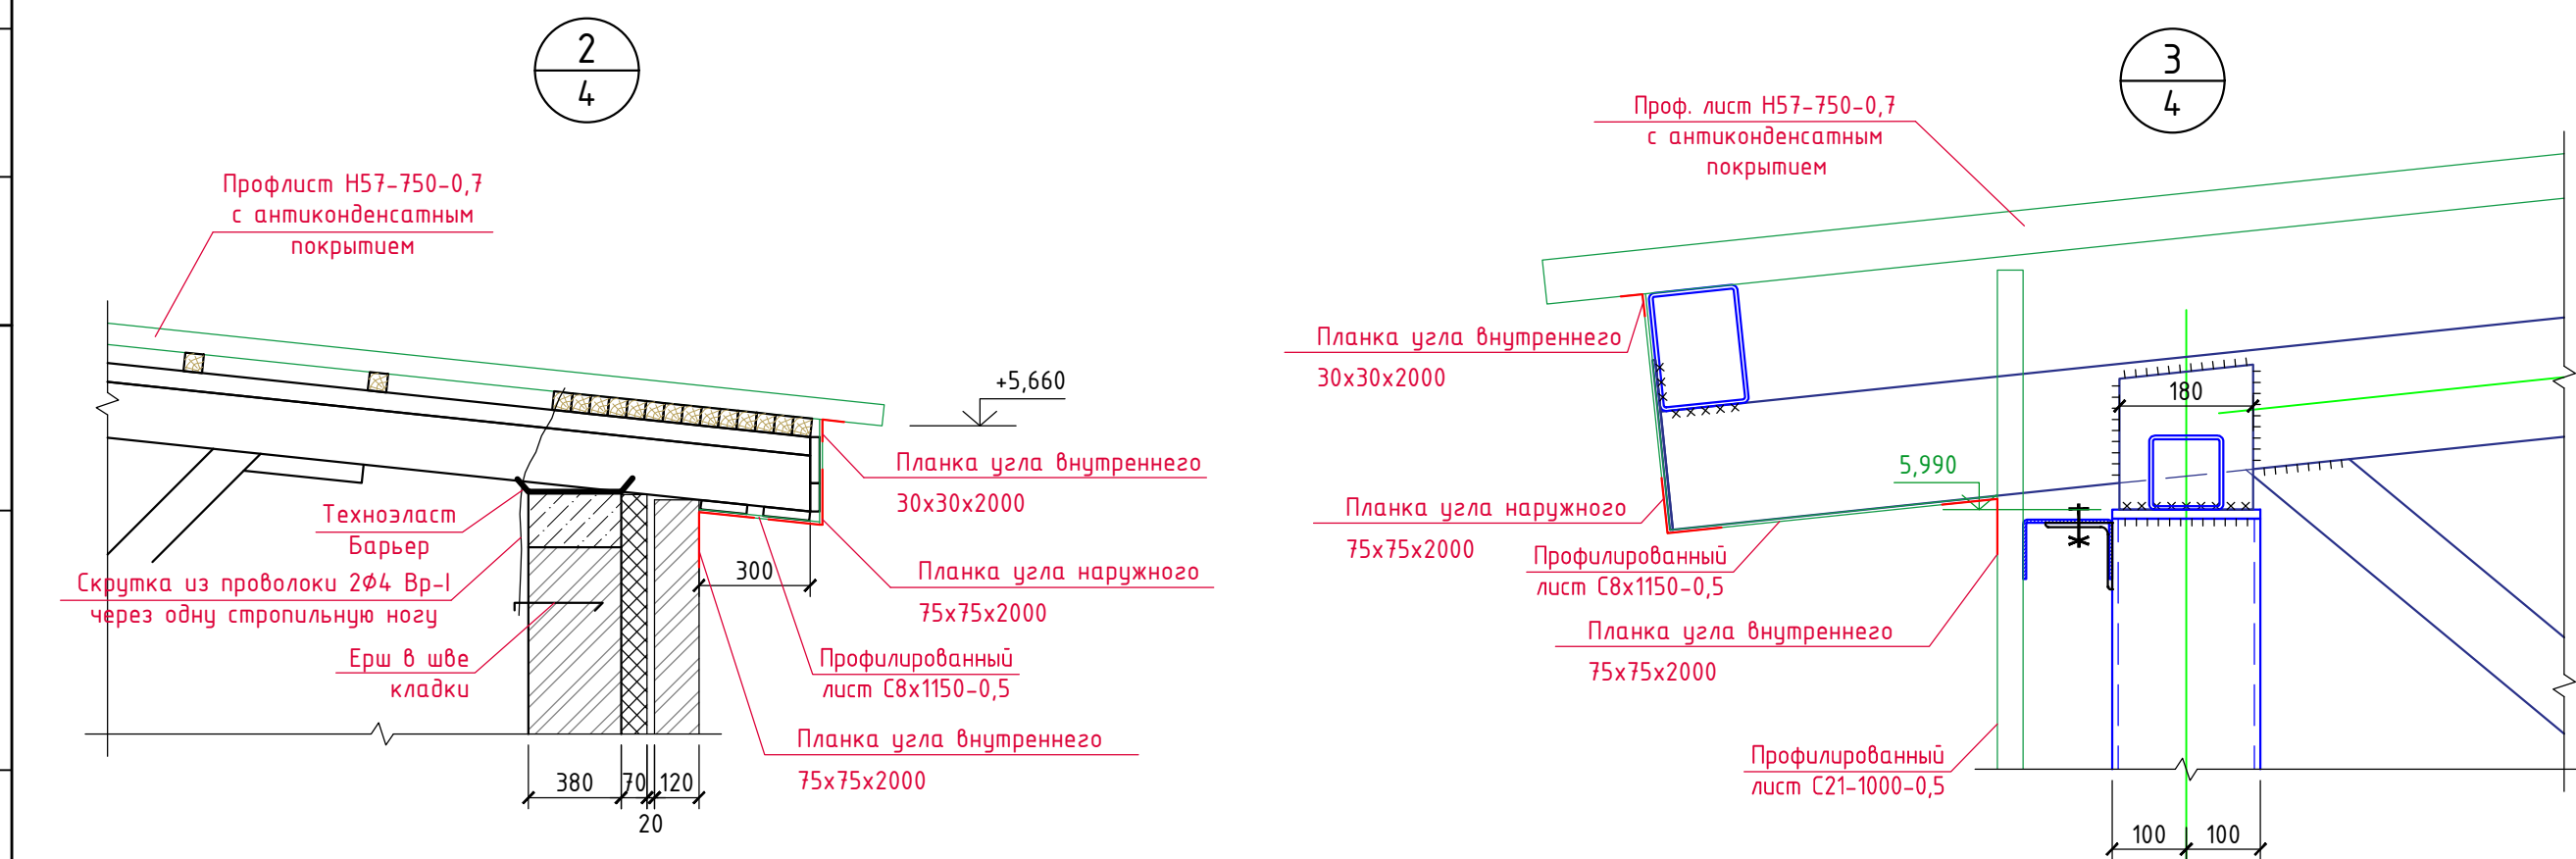 2
4
Профлист Н57-750-0,7
с антиконденсатным
покрытием
+5,660
Планка угла внутреннего
30х30х2000
Техноэласт
Барьер
Скрутка из проволоки 2Ø4 Вр-I
через одну стропильную ногу
Ерш в шве
кладки
300
Планка угла наружного
75х75х2000
Профилированный
лист С8х1150-0,5
Планка угла внутреннего
75х75х2000
380
70
120
20
3
4
Проф. лист Н57-750-0,7
с антиконденсатным
покрытием
Планка угла внутреннего
30х30х2000
180
5,990
Планка угла наружного
75х75х2000
Профилированный
лист С8х1150-0,5
Планка угла внутреннего
75х75х2000
Профилированный
лист С21-1000-0,5
100
100